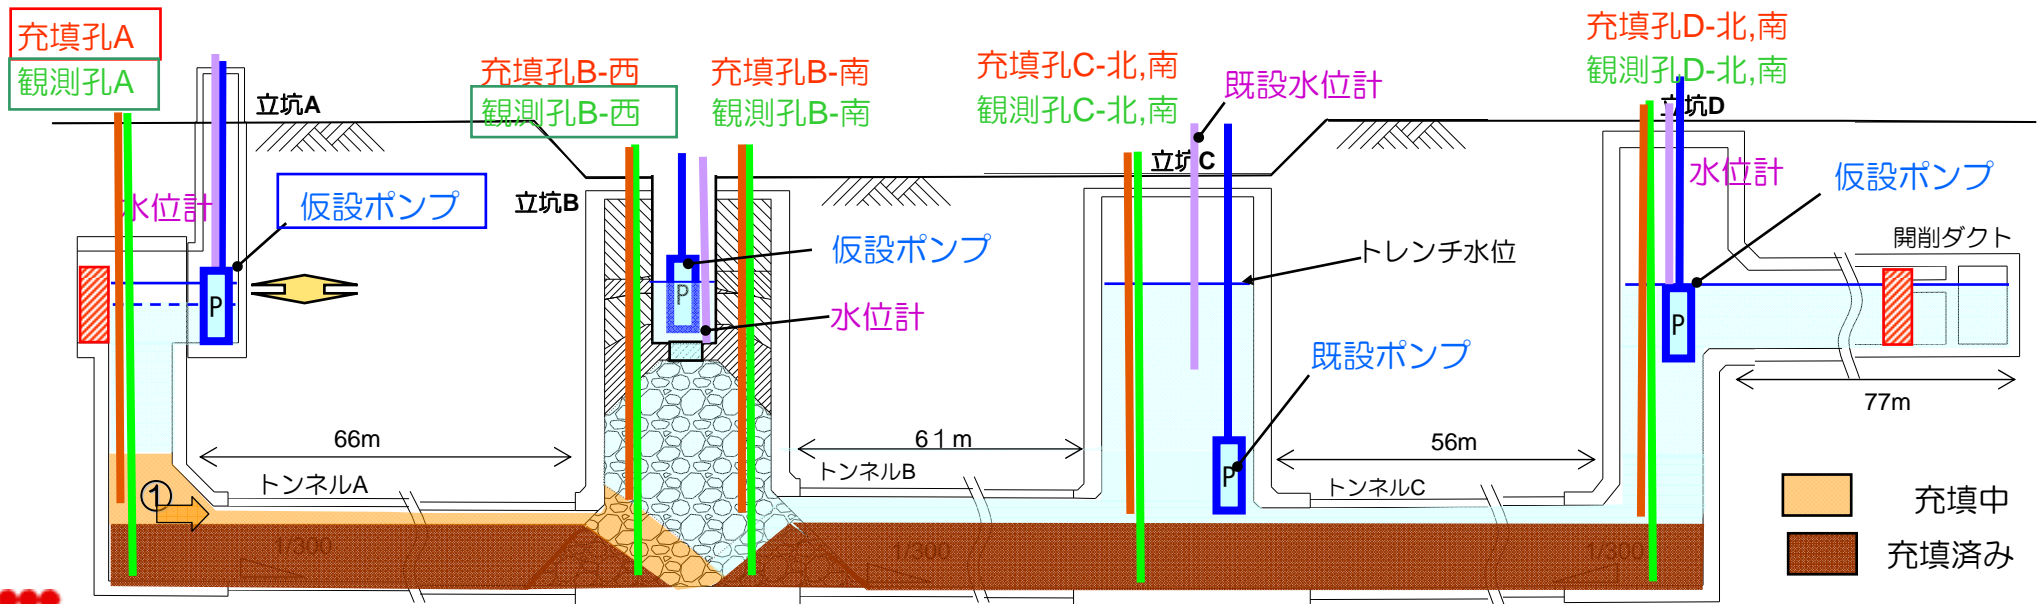 充填孔A
観測孔A
立坑A
水位計
仮設ポンプ
P
充填孔B-西
観測孔B-西
立坑B
充填孔B-南
観測孔B-南
仮設ポンプ
P
水位計
充填孔C-北,南
観測孔C-北,南
立坑C
既設水位計
トレンチ水位
既設ポンプ
P
充填孔D-北,南
観測孔D-北,南
立坑D
水位計
仮設ポンプ
P
開削ダクト
77m
66m
61m
56m
トンネルA
トンネルB
トンネルC
①
1/300
1/300
1/300
充填中
充填済み